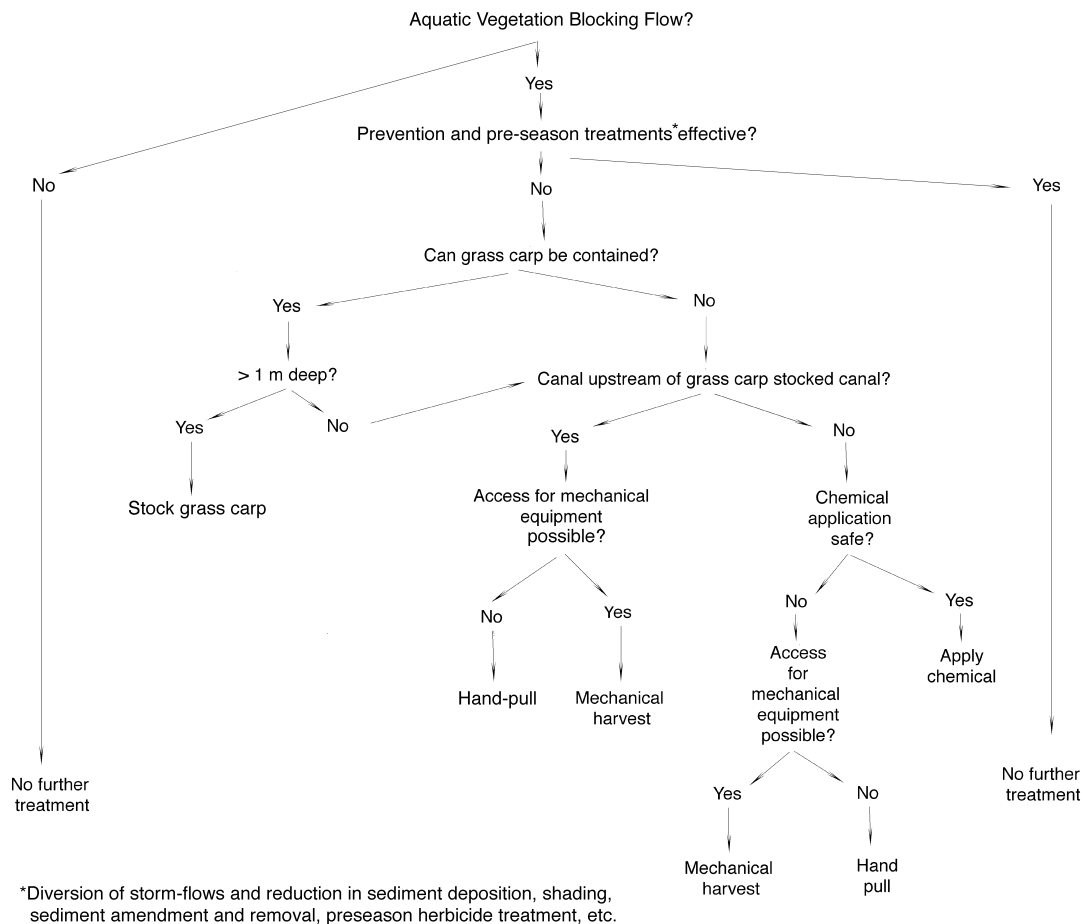 Aquatic Vegetation Blocking Flow?
Yes
Prevention and pre-season treatments*effective?
No
No
Yes
Can grass carp be contained?
Yes
No
> 1 m deep?
Canal upstream of grass carp stocked canal?
Yes
No
Yes
No
Stock grass carp
Access for mechanical
equipment
possible?
Chemical
application
safe?
No
Yes
No
Yes
Hand-pull
Mechanical
harvest
Access
for
mechanical
equipment
possible?
Apply
chemical
No further
treatment
Yes
No
No further
treatment
Mechanical
harvest
Hand
pull
*Diversion of storm-flows and reduction in sediment deposition, shading,
sediment amendment and removal, preseason herbicide treatment, etc.